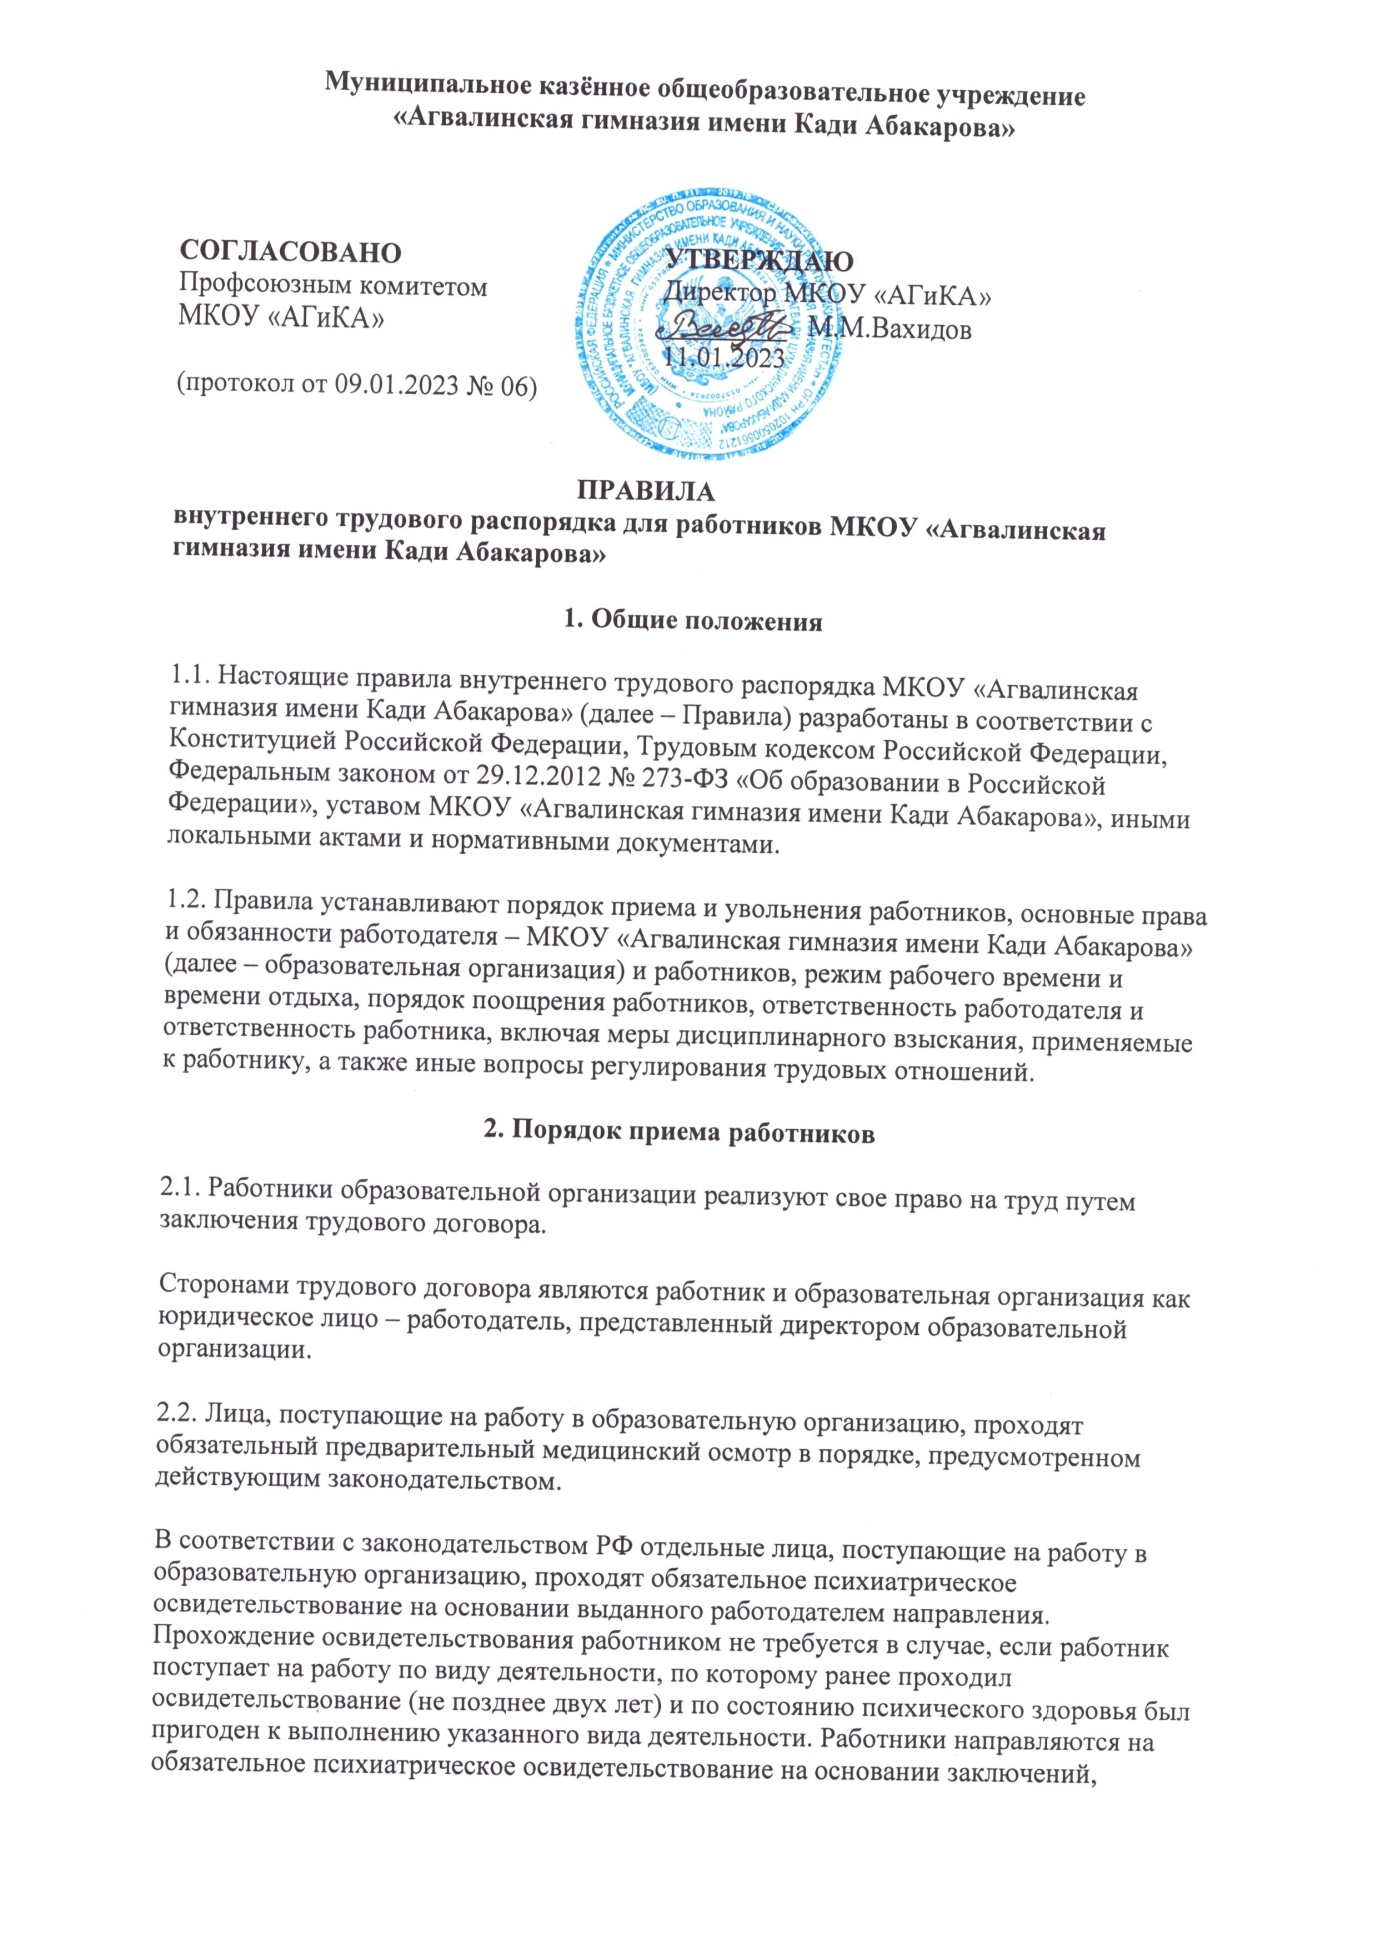 Муниципальное казённое общеобразовательное учреждение
«Агвалинская гимназия имени Кади Абакарова»
СОГЛАСОВАНО
Профсоюзным комитетом
МКОУ «АГиКА»
(протокол от 09.01.2023 № 06)
УТВЕРЖДАЮ
Директор МКОУ «АГиКА»
М.М.Вахидов
11.01.2023
ПРАВИЛА
внутреннего трудового распорядка для работников МКОУ «Агвалинская
гимназия имени Кади Абакарова»
1. Общие положения
1.1. Настоящие правила внутреннего трудового распорядка МКОУ «Агвалинская
гимназия имени Кади Абакарова» (далее – Правила) разработаны в соответствии с
Конституцией Российской Федерации, Трудовым кодексом Российской Федерации,
Федеральным законом от 29.12.2012 № 273-ФЗ «Об образовании в Российской
Федерации», уставом МКОУ «Агвалинская гимназия имени Кади Абакарова», иными
локальными актами и нормативными документами.
1.2. Правила устанавливают порядок приема и увольнения работников, основные права
и обязанности работодателя – МКОУ «Агвалинская гимназия имени Кади Абакарова»
(далее – образовательная организация) и работников, режим рабочего времени и
времени отдыха, порядок поощрения работников, ответственность работодателя и
ответственность работника, включая меры дисциплинарного взыскания, применяемые
к работнику, а также иные вопросы регулирования трудовых отношений.
2. Порядок приема работников
2.1. Работники образовательной организации реализуют свое право на труд путем
заключения трудового договора.
Сторонами трудового договора являются работник и образовательная организация как
юридическое лицо – работодатель, представленный директором образовательной
организации.
2.2. Лица, поступающие на работу в образовательную организацию, проходят
обязательный предварительный медицинский осмотр в порядке, предусмотренном
действующим законодательством.
В соответствии с законодательством РФ отдельные лица, поступающие на работу в
образовательную организацию, проходят обязательное психиатрическое
освидетельствование на основании выданного работодателем направления.
Прохождение освидетельствования работником не требуется в случае, если работник
поступает на работу по виду деятельности, по которому ранее проходил
освидетельствование (не позднее двух лет) и по состоянию психического здоровья был
пригоден к выполнению указанного вида деятельности. Работники направляются на
обязательное психиатрическое освидетельствование на основании заключений,